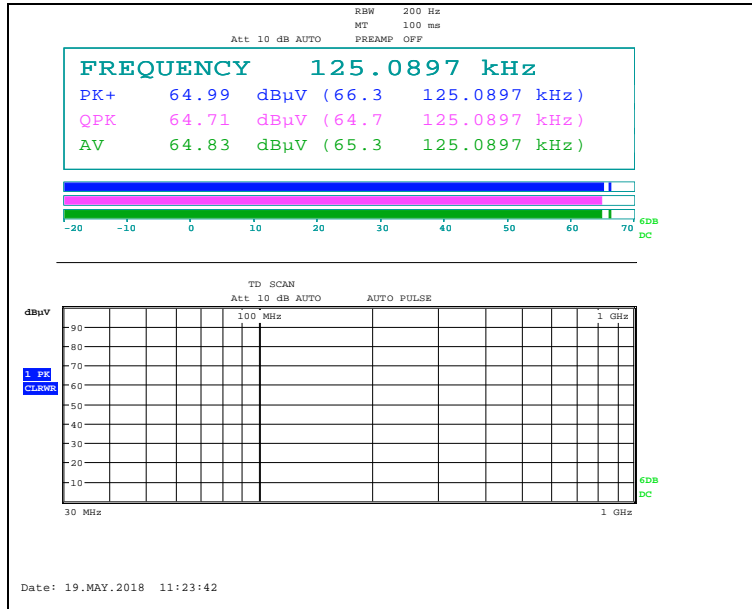 RBW 200 Hz
MT 100 ms
Att 10 dB AUTO PREAMP OFF
FREQUENCY 125.0897 kHz
PK+ 64.99 dBµV (66.3 125.0897 kHz)
QPK 64.71 dBµV (64.7 125.0897 kHz)
AV 64.83 dBµV (65.3 125.0897 kHz)
-20 -10 0 10 20 30 40 50 60 70
6DB
DC
TD SCAN
Att 10 dB AUTO AUTO PULSE
dBµV
100 MHz 1 GHz
90
80
70
1 PK
CLRWR
60
50
40
30
20
10
6DB
DC
30 MHz 1 GHz
Date: 19.MAY.2018 11:23:42